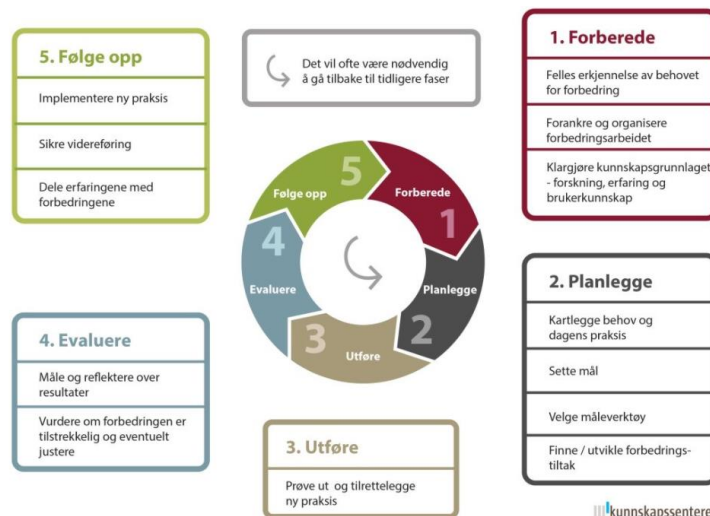 5. Følge opp
Implementere ny praksis
Sikre videreføring
Dele erfaringene med
forbedringene
Det vil ofte være nødvendig
å gå tilbake til tidligere faser
1. Forberede
Felles erkjennelse av behovet
for forbedring
Forankre og organisere
forbedringsarbeidet
Klargjøre kunnskapsgrunnlaget
- forskning, erfaring og
brukerkunnskap
5
Følge opp
Forberede
1
4
Evaluere
Planlegge
2
3
Utføre
2. Planlegge
Kartlegge behov og
dagens praksis
Sette mål
Velge måleverktøy
Finne / utvikle forbedrings-
tiltak
4. Evaluere
Måle og reflektere over
resultater
Vurdere om forbedringen er
tilstrekkelig og eventuelt
justere
3. Utføre
Prøve ut og tilrettelegge
ny praksis
kunnskapssentere